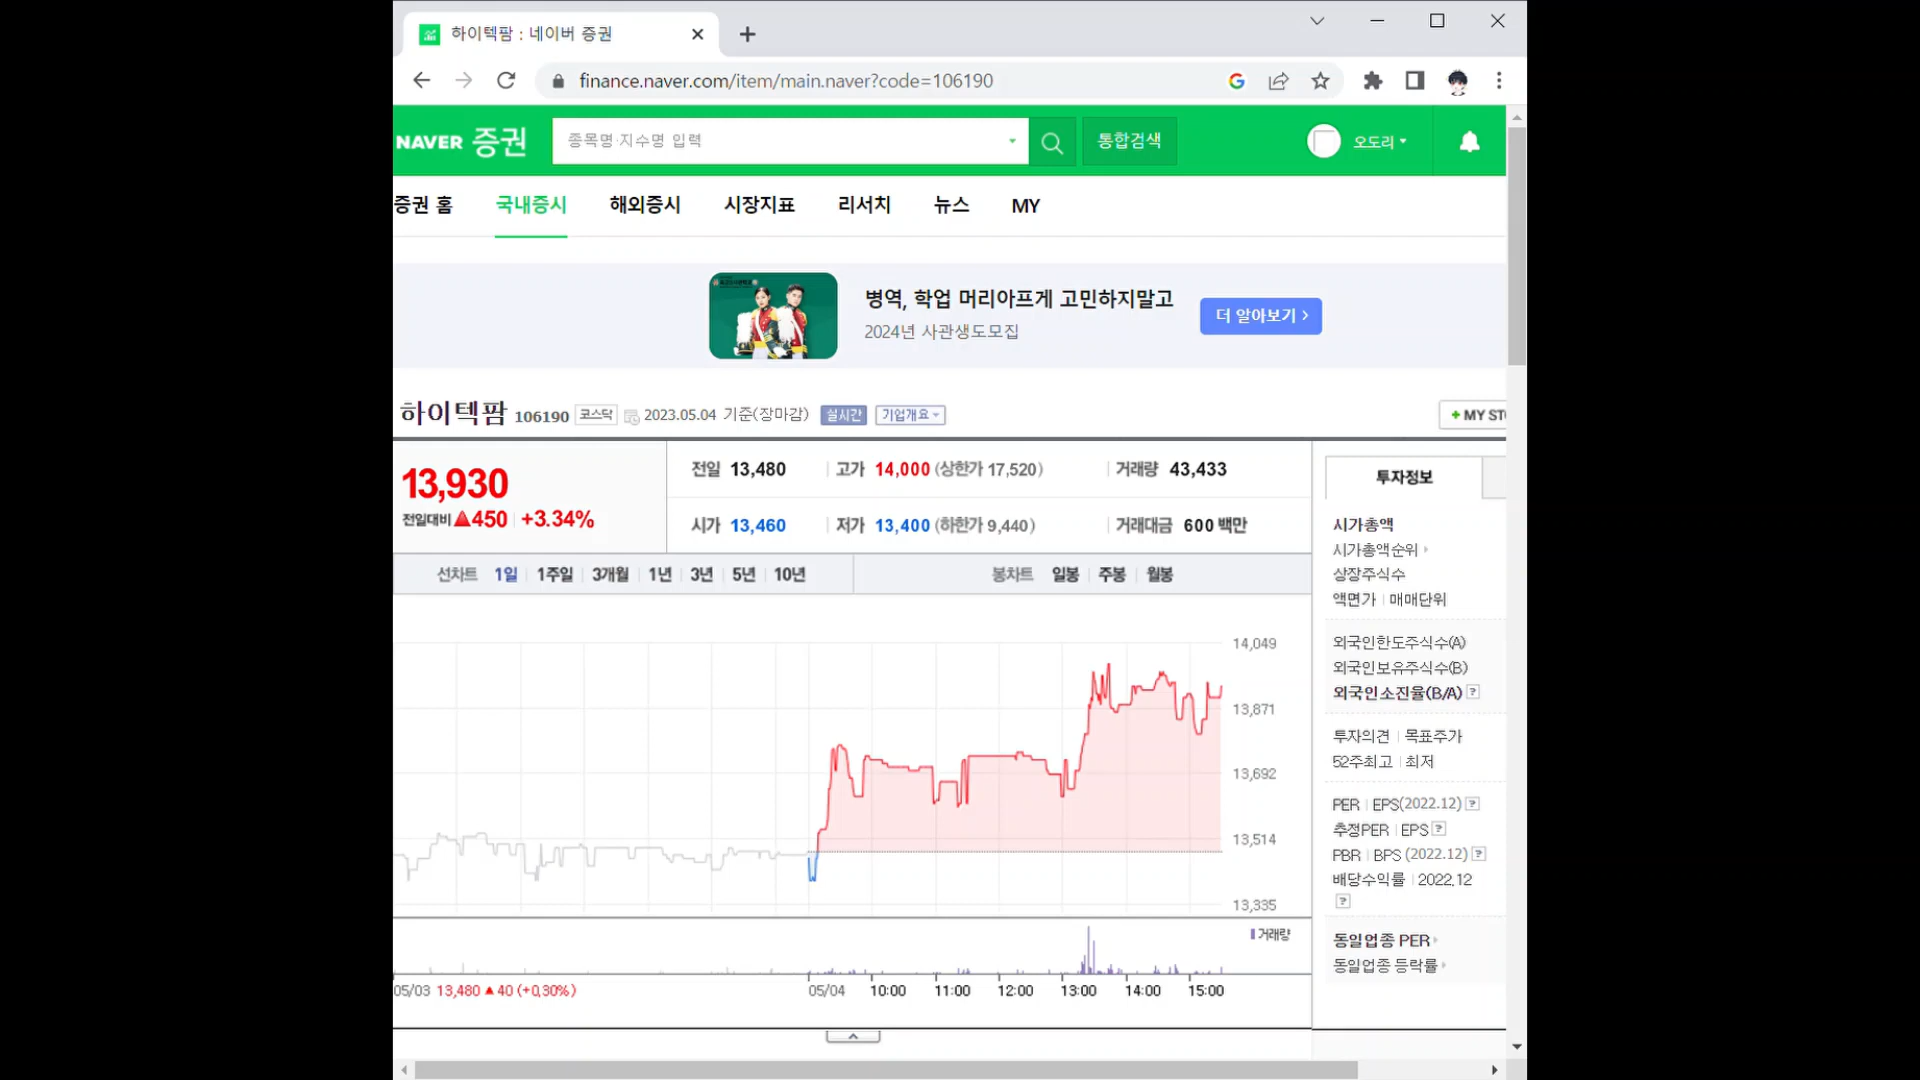 하이텍팜 : 네이버 증권
finance.naver.com/item/main.naver?code=106190
NAVER 증권
종목명·지수명 입력
통합검색
오도리
증권 홈 국내증시 해외증시 시장지표 리서치 뉴스 MY
병역, 학업 머리아프게 고민하지말고
2024년 사관생도모집
더 알아보기 >
하이텍팜 106190 코스닥 2023.05.04 기준(장마감) 실시간 기업개요
+ MY ST
13,930
전일대비 ▲450 +3.34%
전일 13,480 고가 14,000 (상한가 17,520) 거래량 43,433
시가 13,460 저가 13,400 (하한가 9,440) 거래대금 600 백만
선차트 1일 1주일 3개월 1년 3년 5년 10년 봉차트 일봉 주봉 월봉
14,049
13,871
13,692
13,514
13,335
거래량
05/03 13,480 ▲ 40 (+0.30%) 05/04 10:00 11:00 12:00 13:00 14:00 15:00
투자정보
시가총액
시가총액순위
상장주식수
액면가 | 매매단위
외국인한도주식수(A)
외국인보유주식수(B)
외국인소진율(B/A) ?
투자의견 | 목표주가
52주최고 | 최저
PER | EPS(2022.12) ?
추정PER | EPS ?
PBR | BPS (2022.12) ?
배당수익률 | 2022.12
?
동일업종 PER
동일업종 등락률